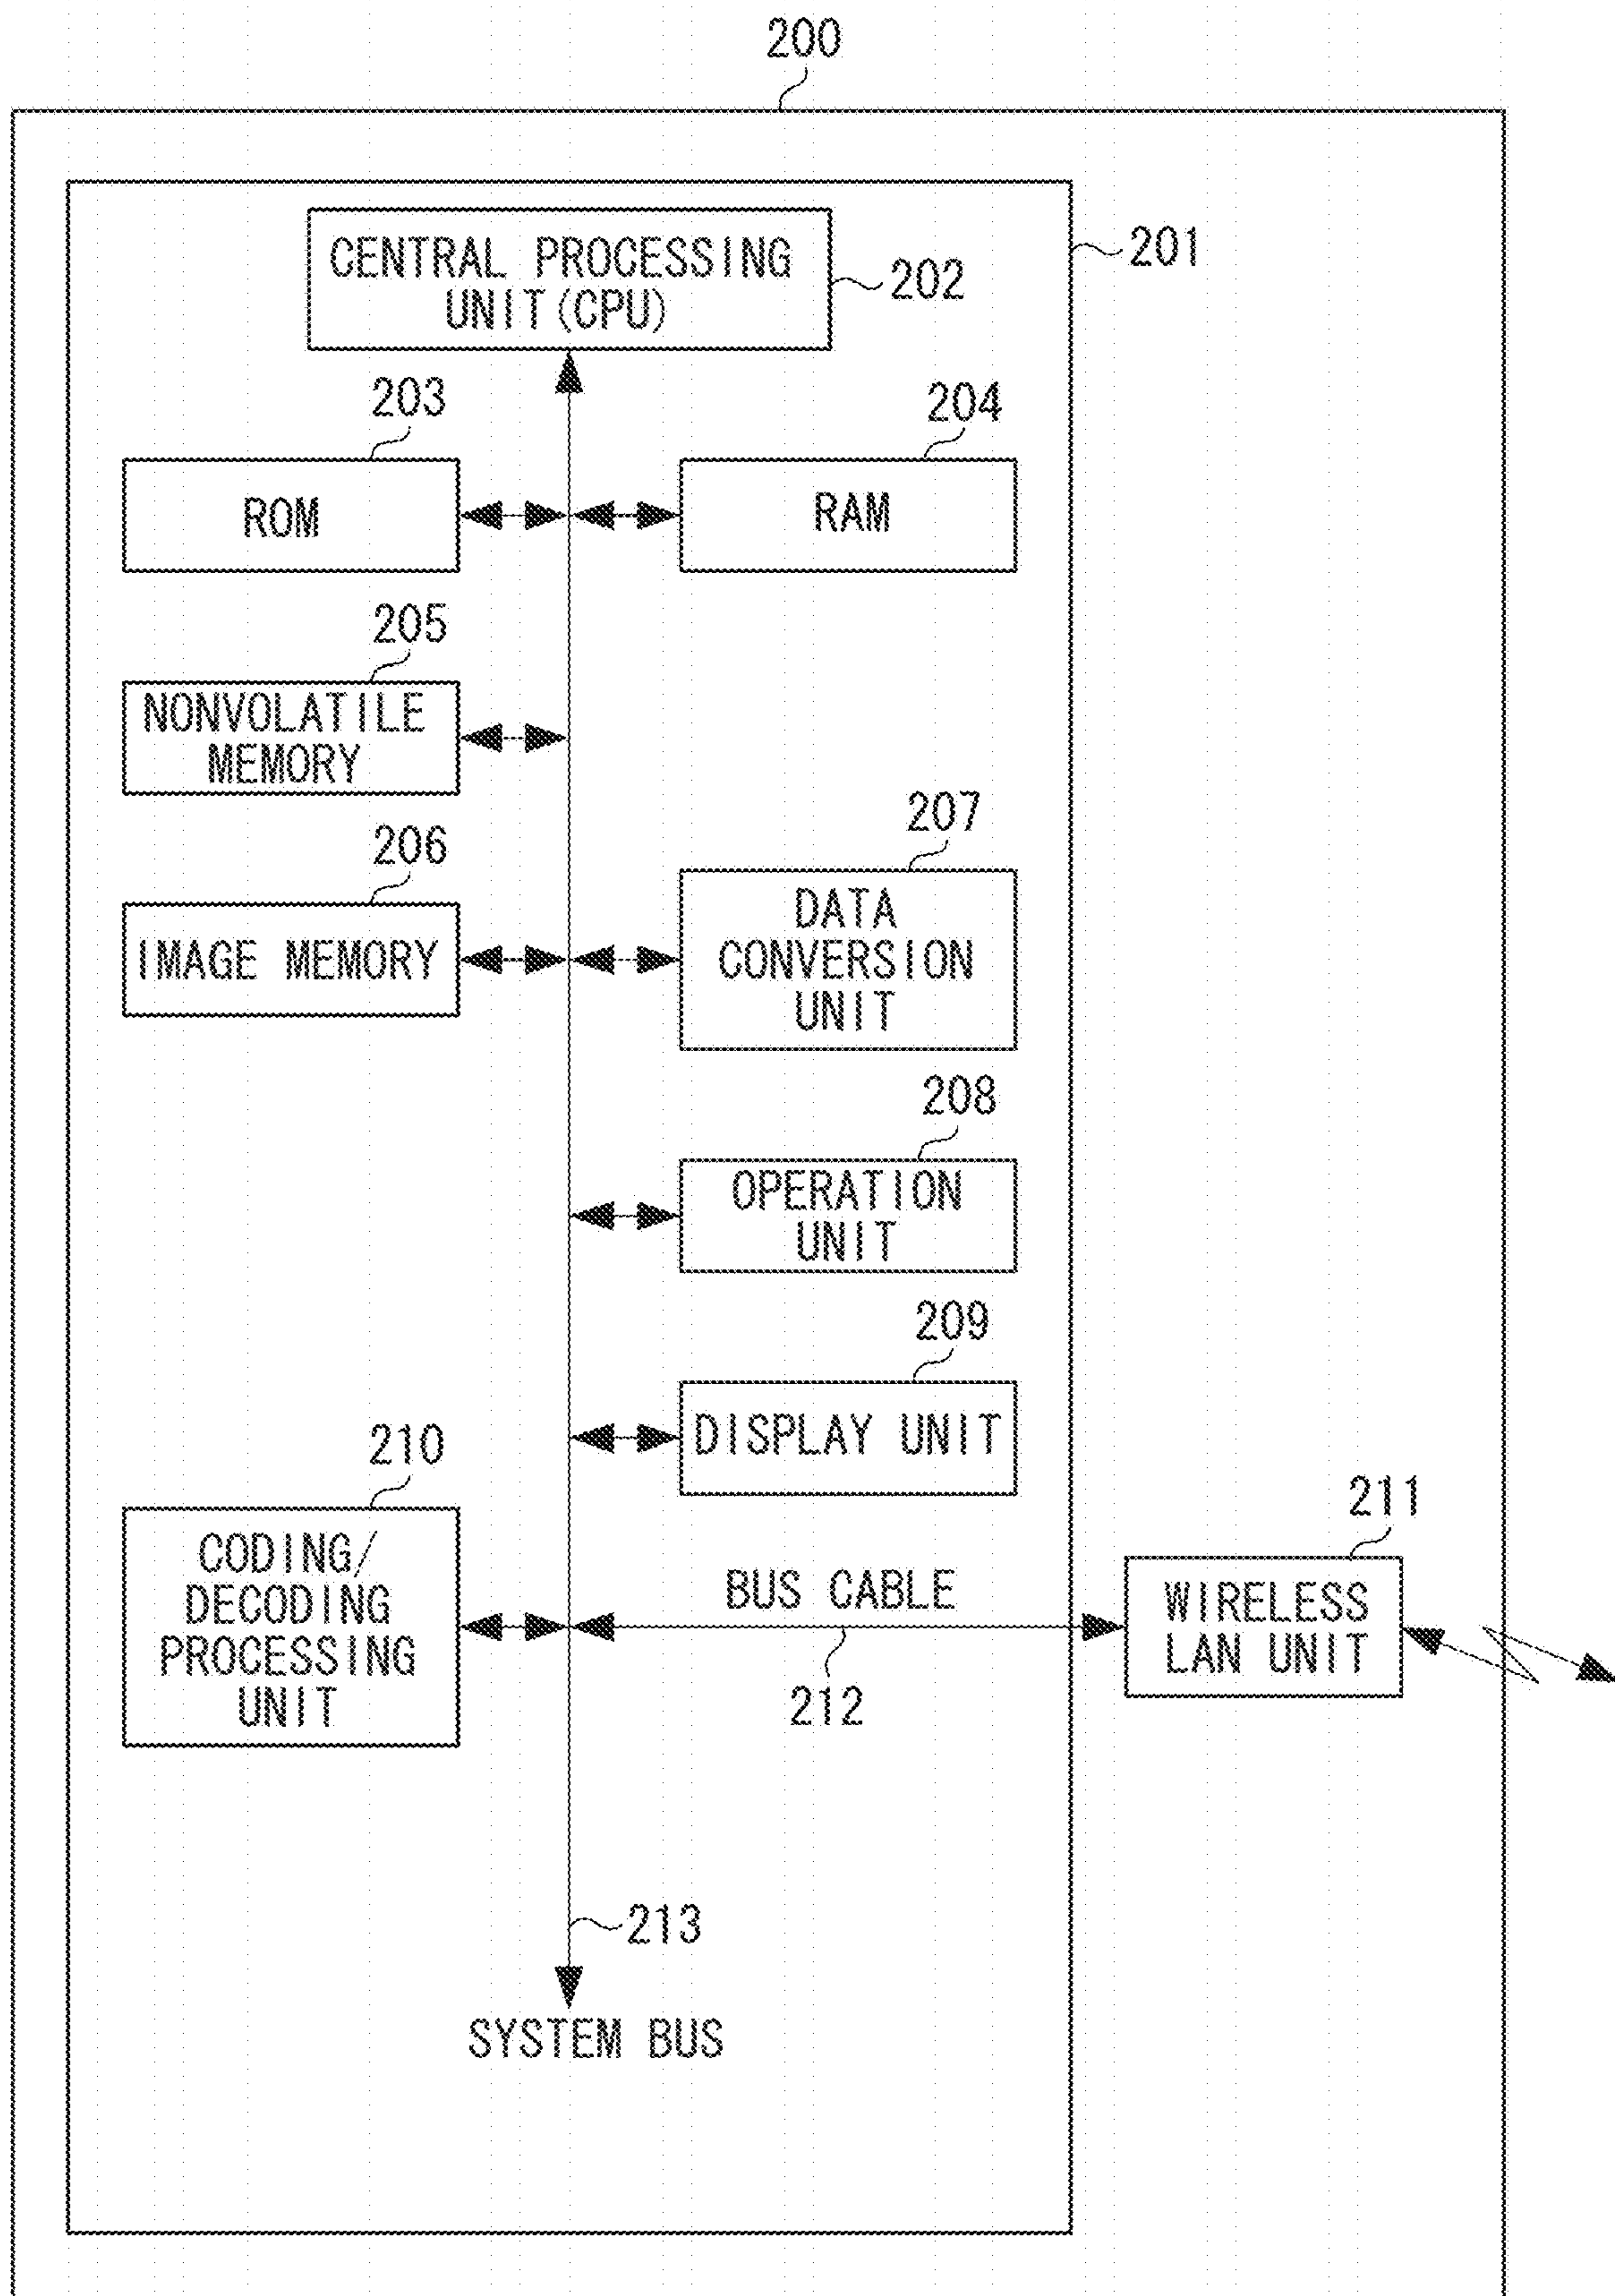 200
201
CENTRAL PROCESSING
UNIT(CPU)
202
203
204
ROM
RAM
205
NONVOLATILE
MEMORY
206
207
IMAGE MEMORY
DATA
CONVERSION
UNIT
208
OPERATION
UNIT
209
DISPLAY UNIT
210
211
CODING/
DECODING
PROCESSING
UNIT
BUS CABLE
212
WIRELESS
LAN UNIT
213
SYSTEM BUS